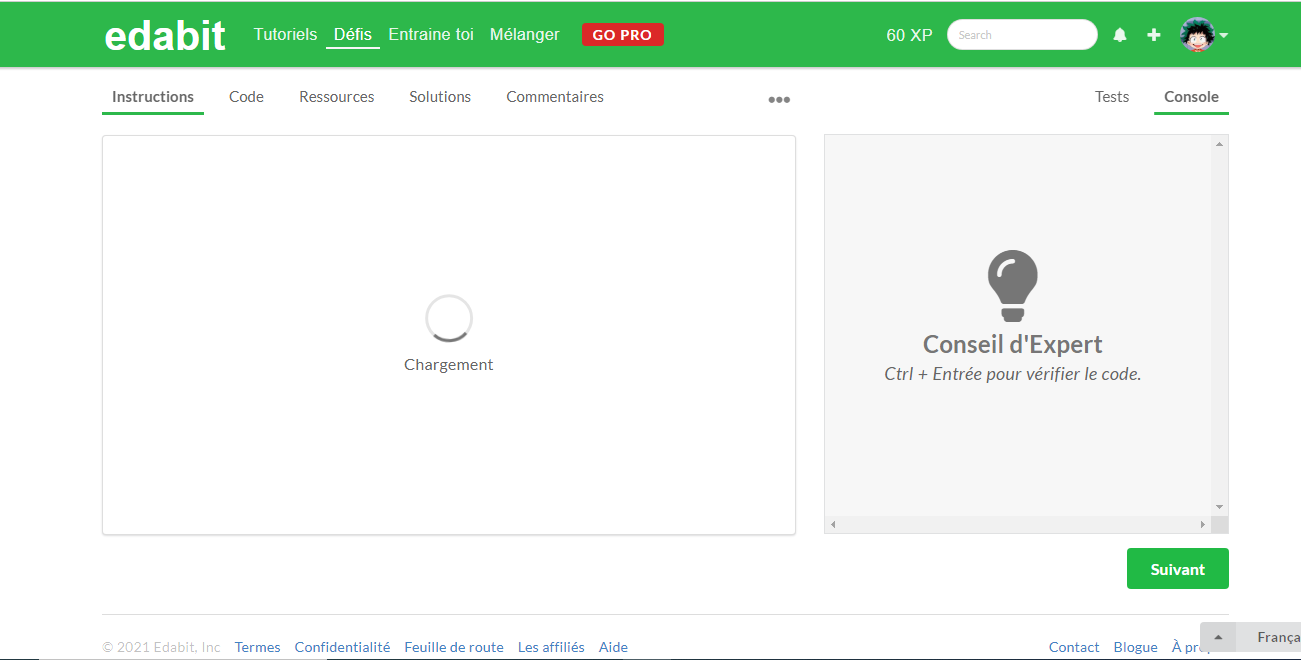 edabit Tutoriels Défis Entraine toi Mélanger GO PRO 60 XP Search
Instructions Code Ressources Solutions Commentaires Tests Console
Chargement
Conseil d'Expert
Ctrl + Entrée pour vérifier le code.
Suivant
© 2021 Edabit, Inc Termes Confidentialité Feuille de route Les affiliés Aide Contact Blogue À pro
França